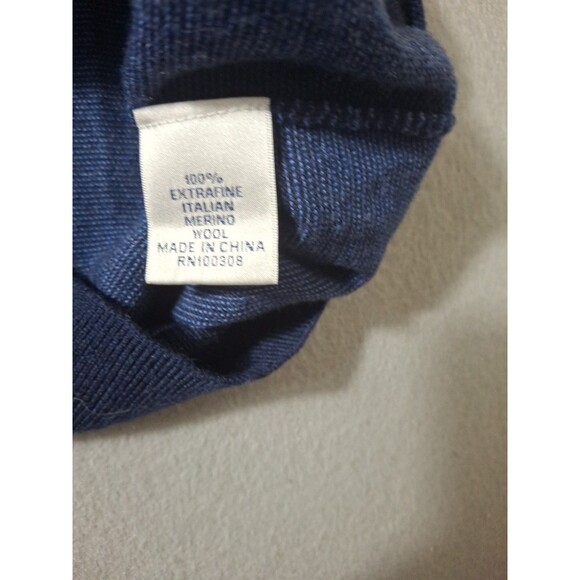 100%
EXTRAFINE
ITALIAN
MERINO
WOOL
MADE IN CHINA
RN100308